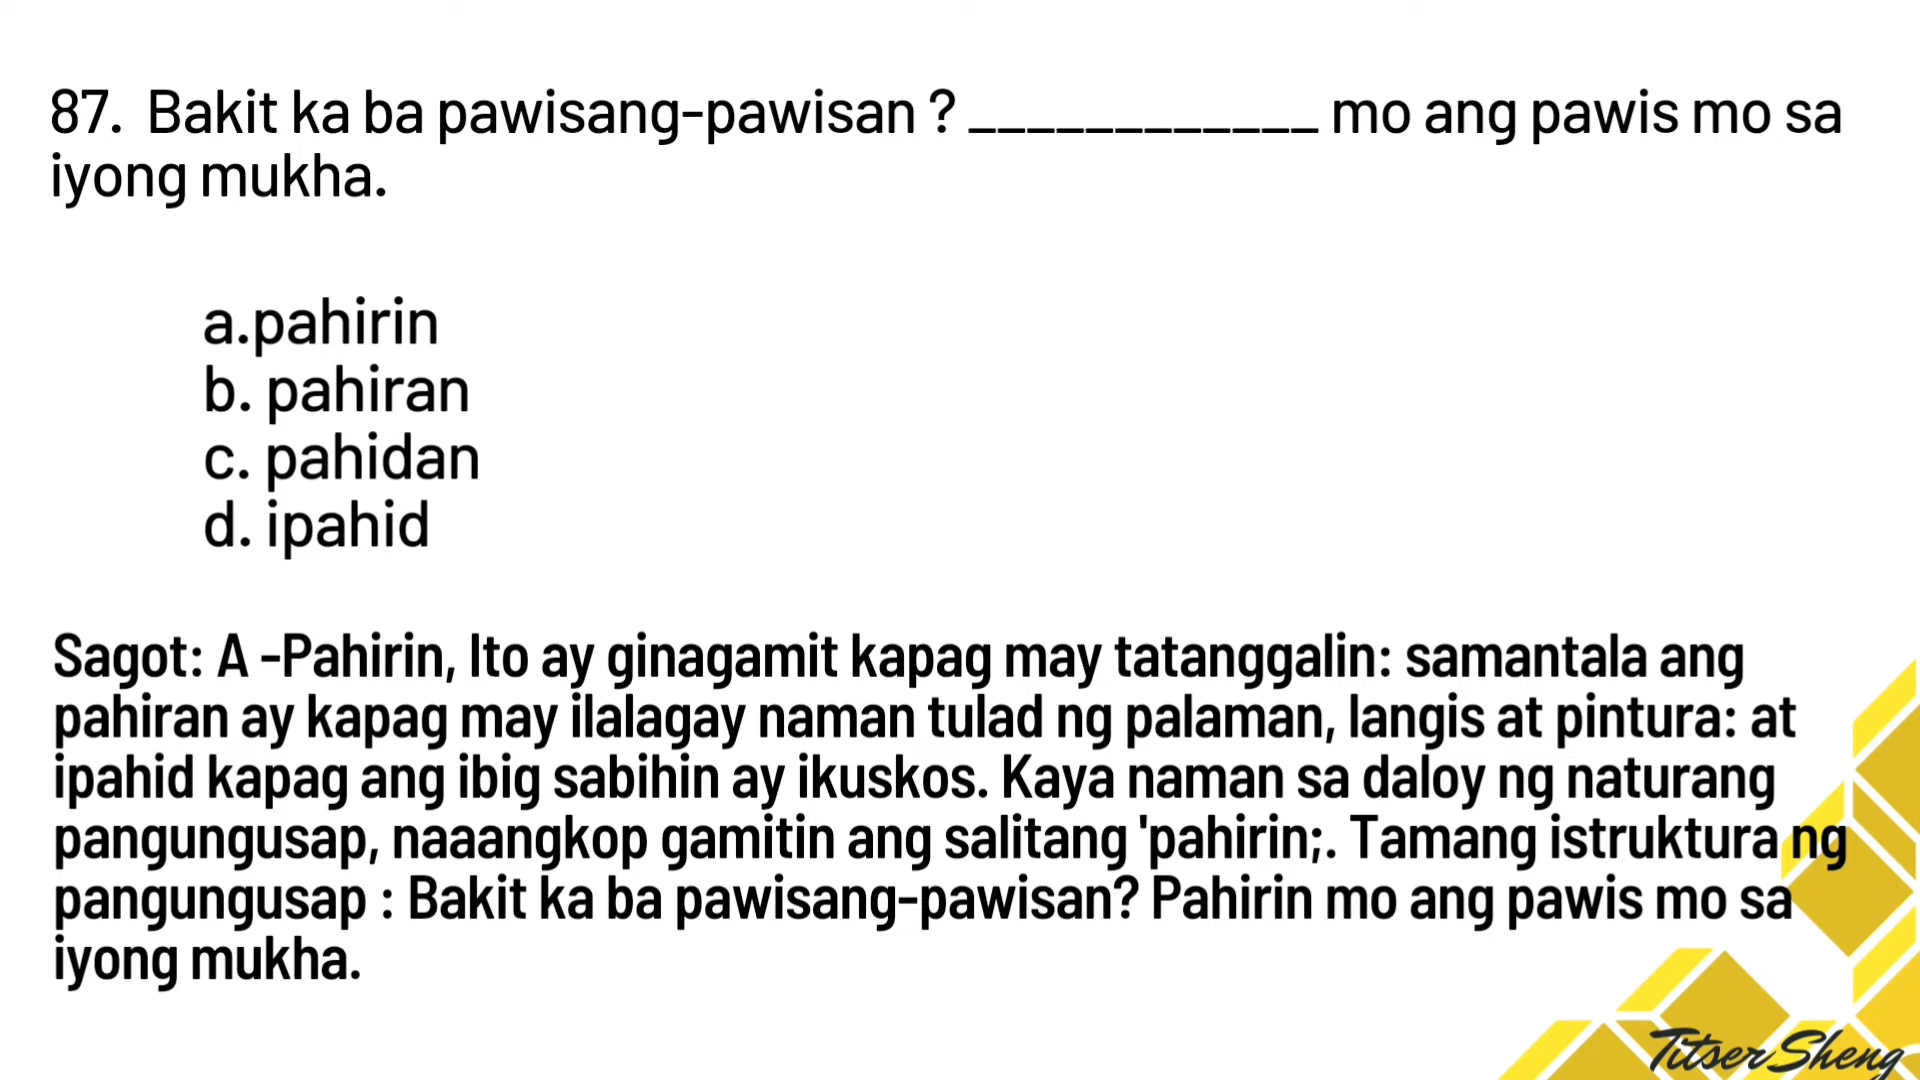 87. Bakit ka ba pawisang-pawisan ? ____________ mo ang pawis mo sa
iyong mukha.
a.pahirin
b. pahiran
c. pahidan
d. ipahid
Sagot: A -Pahirin, Ito ay ginagamit kapag may tatanggalin: samantala ang
pahiran ay kapag may ilalagay naman tulad ng palaman, langis at pintura: at
ipahid kapag ang ibig sabihin ay ikuskos. Kaya naman sa daloy ng naturang
pangungusap, naaangkop gamitin ang salitang 'pahirin;. Tamang istruktura ng
pangungusap : Bakit ka ba pawisang-pawisan? Pahirin mo ang pawis mo sa
iyong mukha.
Titser Sheng